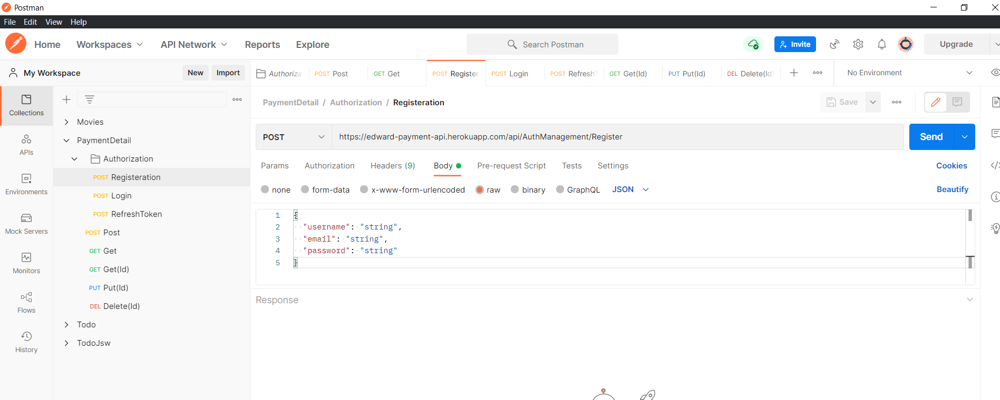 Postman
File Edit View Help
Home Workspaces API Network Reports Explore Search Postman Invite Upgrade
My Workspace New Import
Authoriza POST Post GET Get POST Register POST Login POST RefreshT GET Get(Id) PUT Put(Id) DEL Delete(Id) No Environment
Collections
APIs
Environments
Mock Servers
Monitors
Flows
History
Movies
PaymentDetail
Authorization
POST Registeration
POST Login
POST RefreshToken
POST Post
GET Get
GET Get(Id)
PUT Put(Id)
DEL Delete(Id)
Todo
TodoJsw
PaymentDetail / Authorization / Registeration Save
POST https://edward-payment-api.herokuapp.com/api/AuthManagement/Register Send
Params Authorization Headers (9) Body Pre-request Script Tests Settings Cookies
none form-data x-www-form-urlencoded raw binary GraphQL JSON Beautify
1 {
2 "username": "string",
3 "email": "string",
4 "password": "string"
5 }
Response